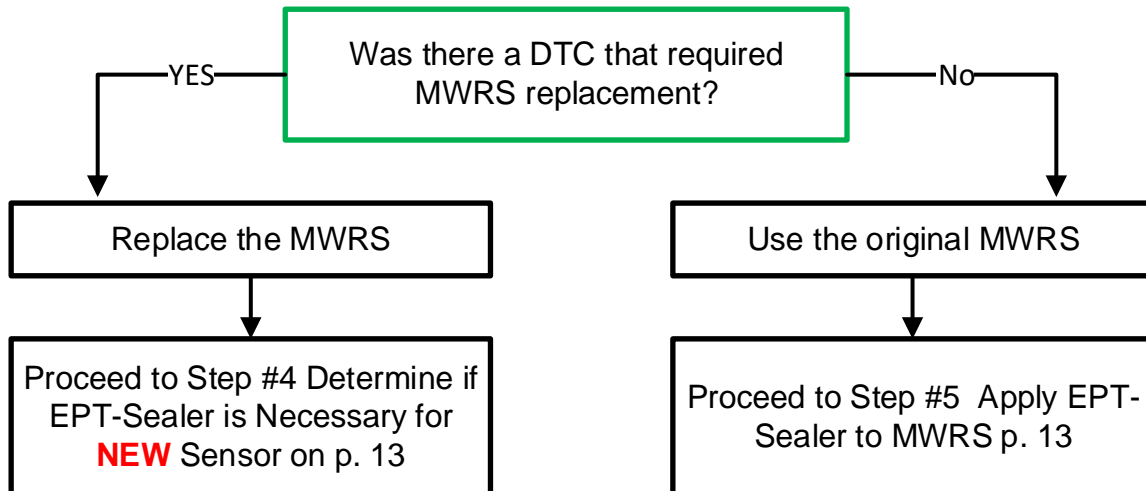 Was there a DTC that required
MWRS replacement?
YES
No
Replace the MWRS
Use the original MWRS
Proceed to Step #4 Determine if
EPT-Sealer is Necessary for
NEW Sensor on p. 13
Proceed to Step #5  Apply EPT-
Sealer to MWRS p. 13